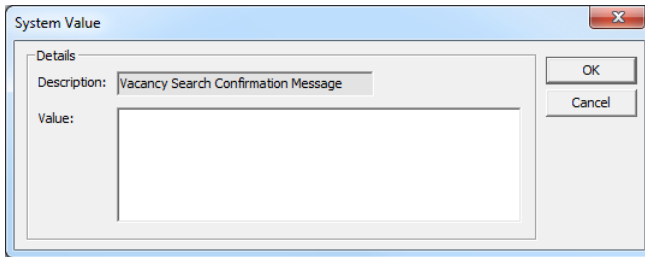 System Value
Details
Description: Vacancy Search Confirmation Message
Value:
OK
Cancel